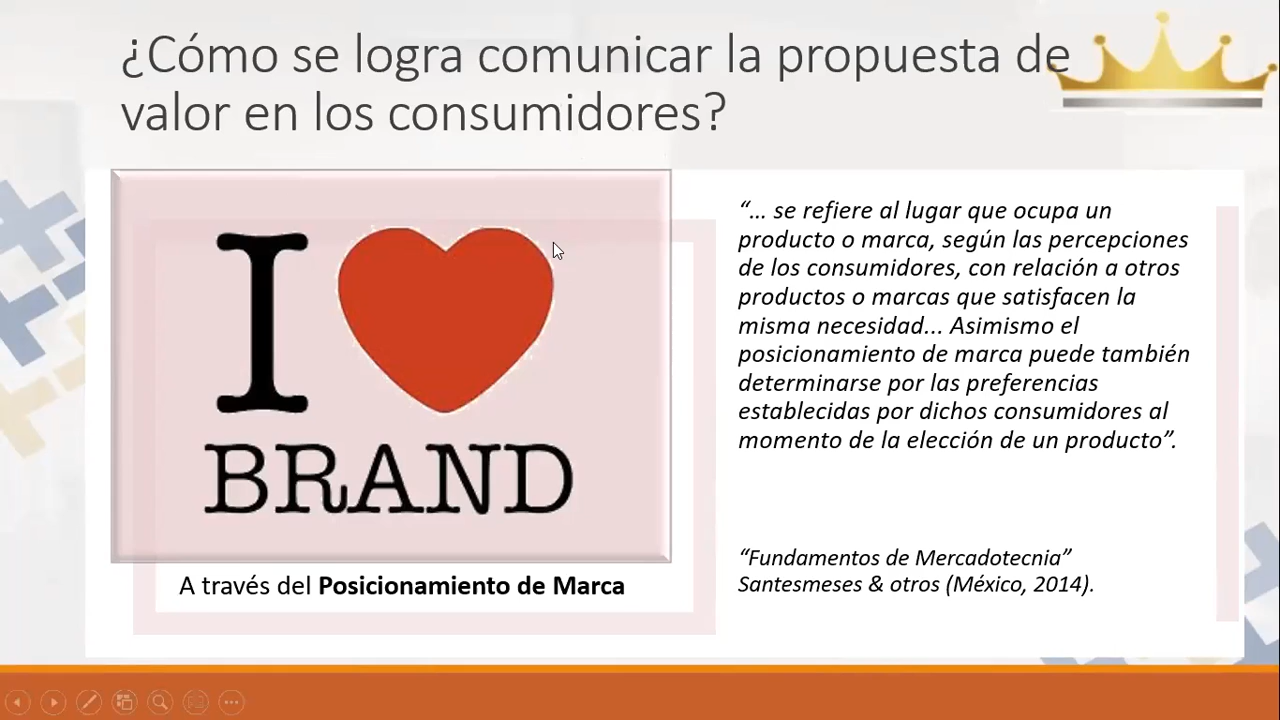 ¿Cómo se logra comunicar la propuesta de
valor en los consumidores?
I
BRAND
A través del Posicionamiento de Marca
“... se refiere al lugar que ocupa un
producto o marca, según las percepciones
de los consumidores, con relación a otros
productos o marcas que satisfacen la
misma necesidad... Asimismo el
posicionamiento de marca puede también
determinarse por las preferencias
establecidas por dichos consumidores al
momento de la elección de un producto”.
“Fundamentos de Mercadotecnia”
Santesmeses & otros (México, 2014).